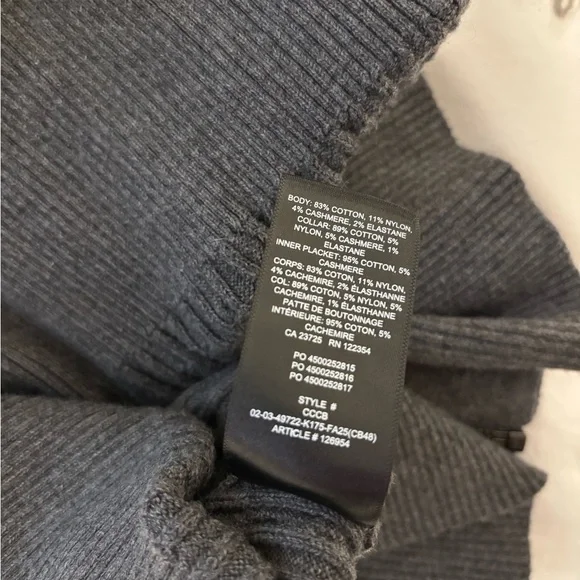 BODY: 83% COTTON, 11% NYLON,
4% CASHMERE, 2% ELASTANE
COLLAR: 89% COTTON, 5%
NYLON, 5% CASHMERE, 1%
ELASTANE
INNER PLACKET: 95% COTTON, 5%
CASHMERE
CORPS: 83% COTON, 11% NYLON,
4% CACHEMIRE, 2% ÉLASTHANNE
COL: 89% COTON, 5% NYLON, 5%
CACHEMIRE, 1% ÉLASTHANNE
PATTE DE BOUTONNAGE
INTÉRIEURE: 95% COTON, 5%
CACHEMIRE
CA 23725 RN 122354
PO 4500252815
PO 4500252816
PO 4500252817
STYLE #
CCCB
02-03-49722-K175-FA25(CB48)
ARTICLE # 126954